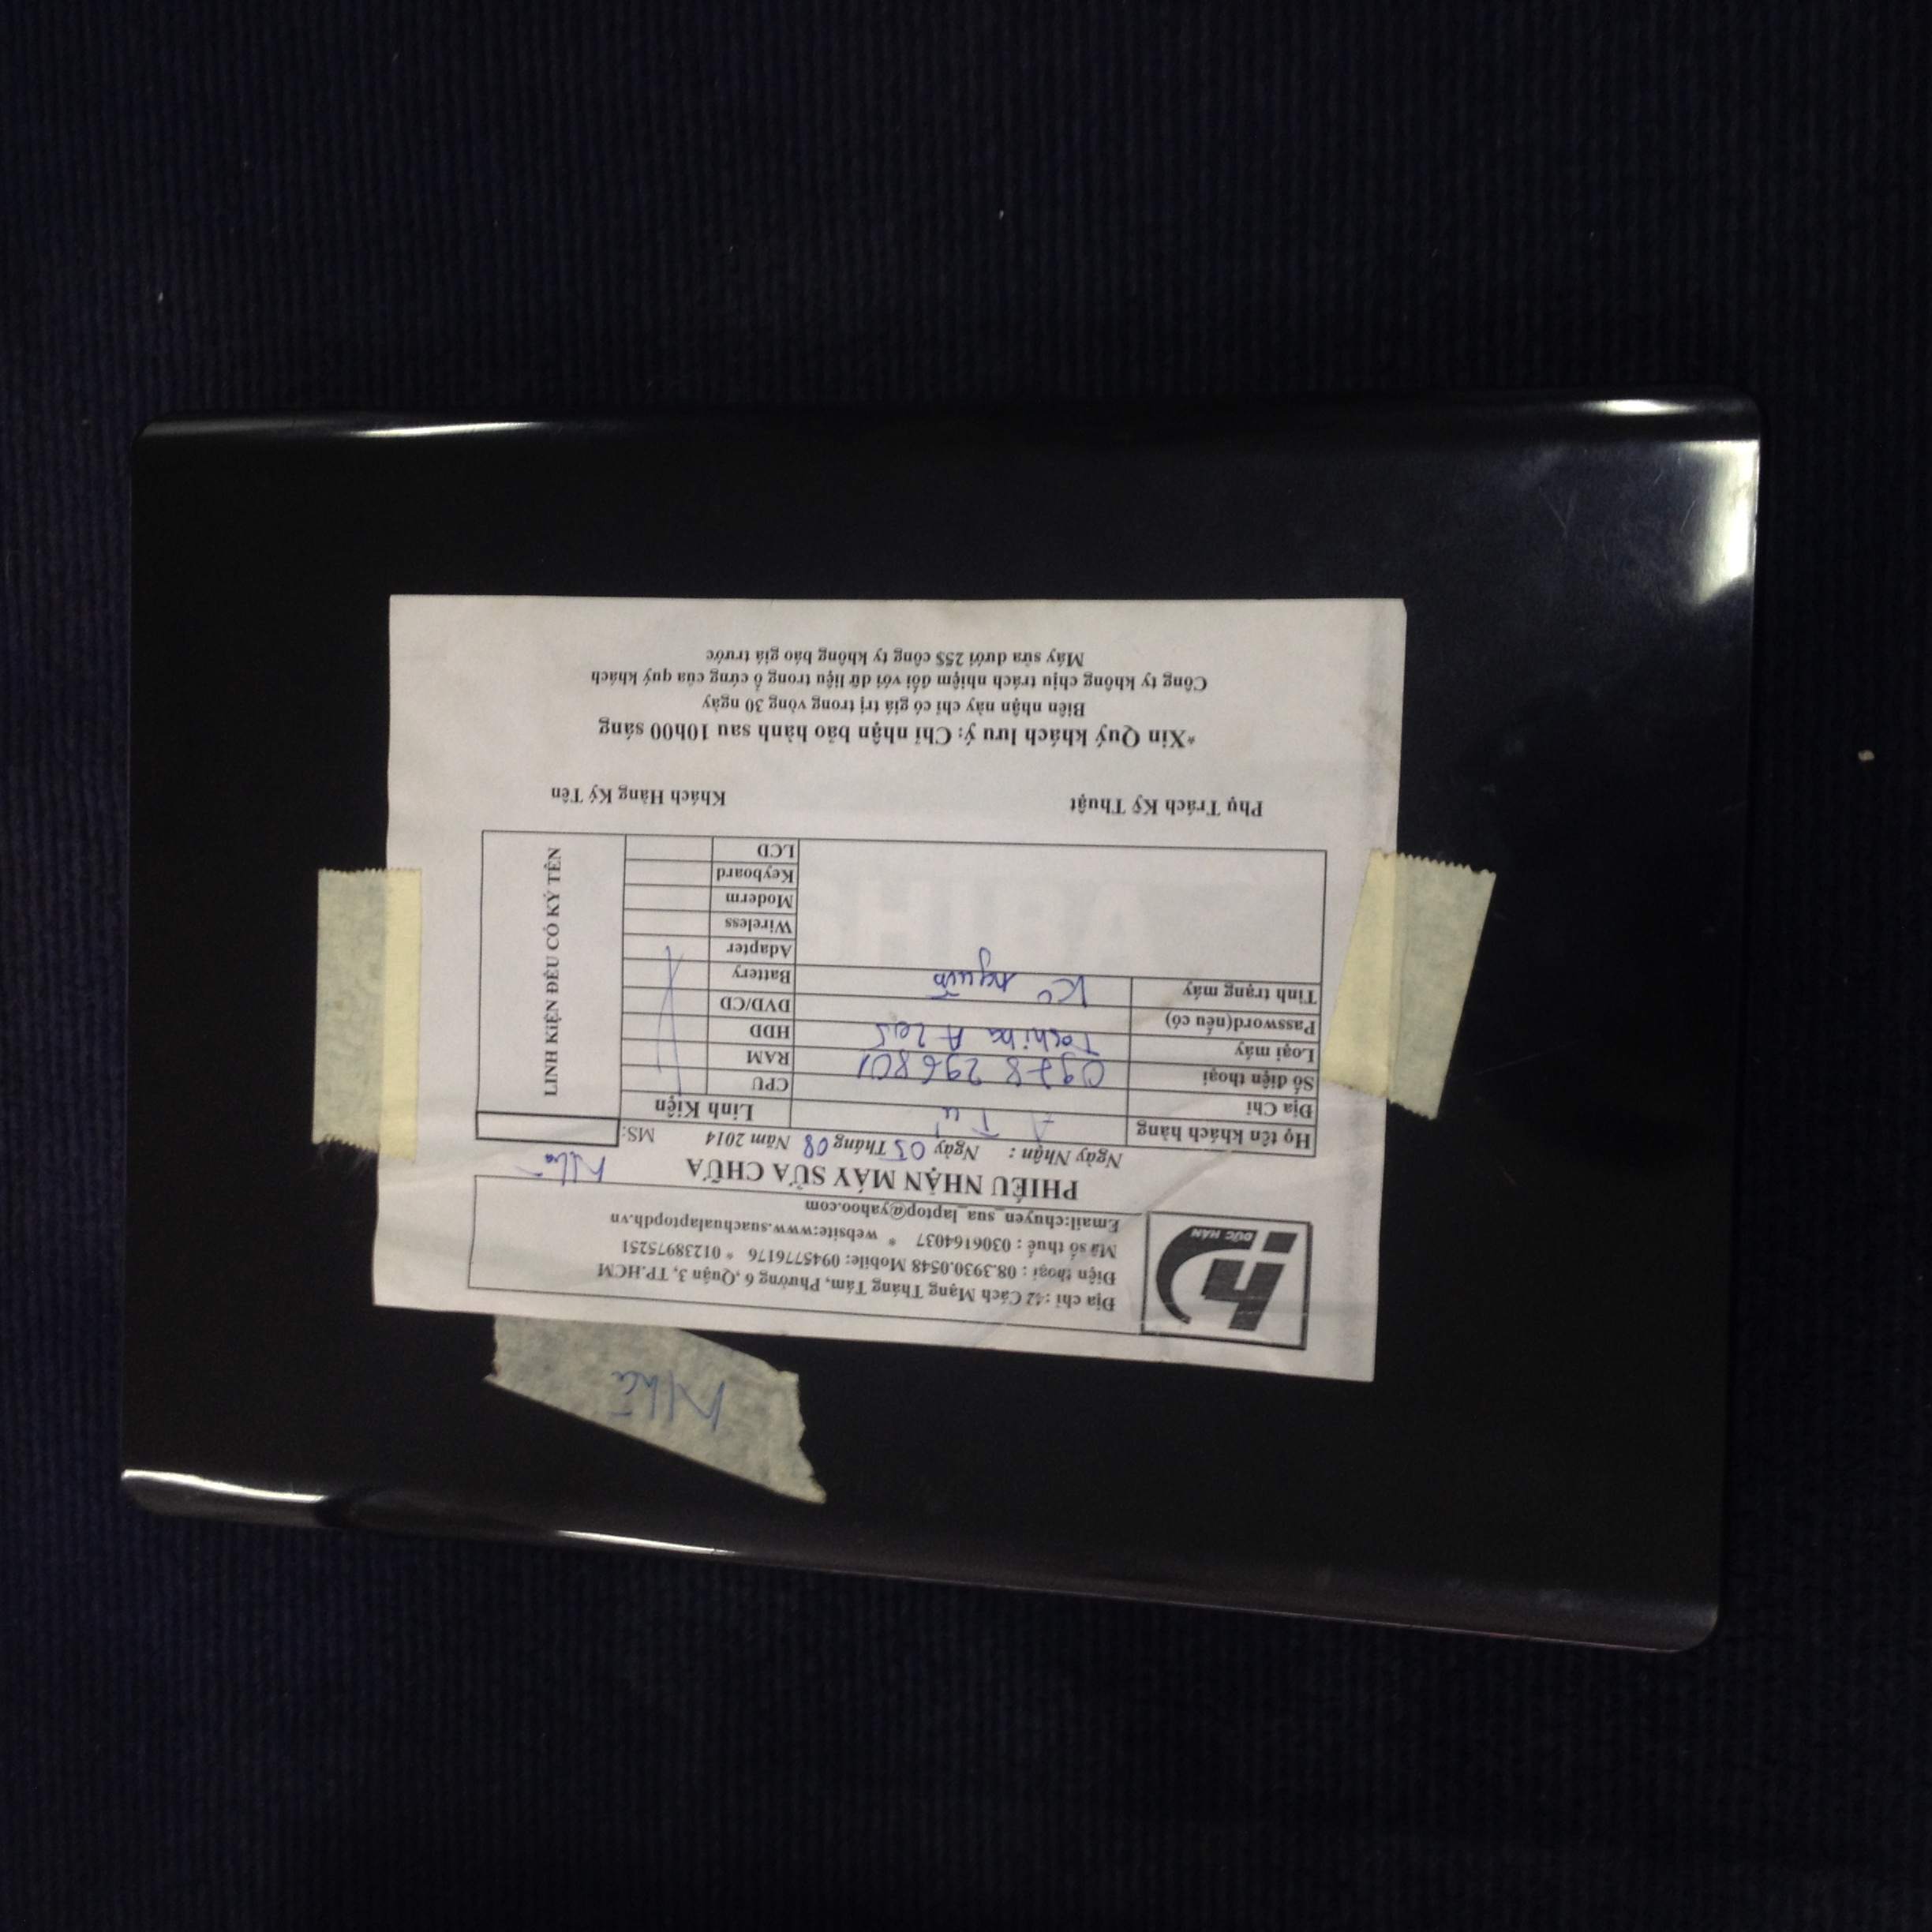 ĐỨC HÂN
Địa chỉ :42 Cách Mạng Tháng Tám, Phường 6 ,Quận 3, TP.HCM
Điện thoại : 08.3930.0548 Mobile: 0945776176 * 01238975251
Mã số thuế : 0306164037 * website:www.suachualaptopdh.vn
Email:chuyen_sua_laptop@yahoo.com
PHIẾU NHẬN MÁY SỬA CHỮA
Ngày Nhận : Ngày 05 Tháng 08 Năm 2014 MS:
Họ tên khách hàng A Tú Linh Kiện
Địa Chỉ
Số điện thoại 0978 296801
Loại máy Toshiba A205
Password(nếu có)
Tình trạng máy K° nguồn
CPU
RAM
HDD
DVD/CD
Battery
Adapter
Wireless
Moderm
Keyboard
LCD
LINH KIỆN ĐỀU CÓ KÝ TÊN
Phụ Trách Kỹ Thuật Khách Hàng Ký Tên
*Xin Quý khách lưu ý: Chỉ nhận bảo hành sau 10h00 sáng
Biên nhận này chỉ có giá trị trong vòng 30 ngày
Công ty không chịu trách nhiệm đối với dữ liệu trong ổ cứng của quý khách
Máy sửa dưới 25$ công ty không báo giá trước